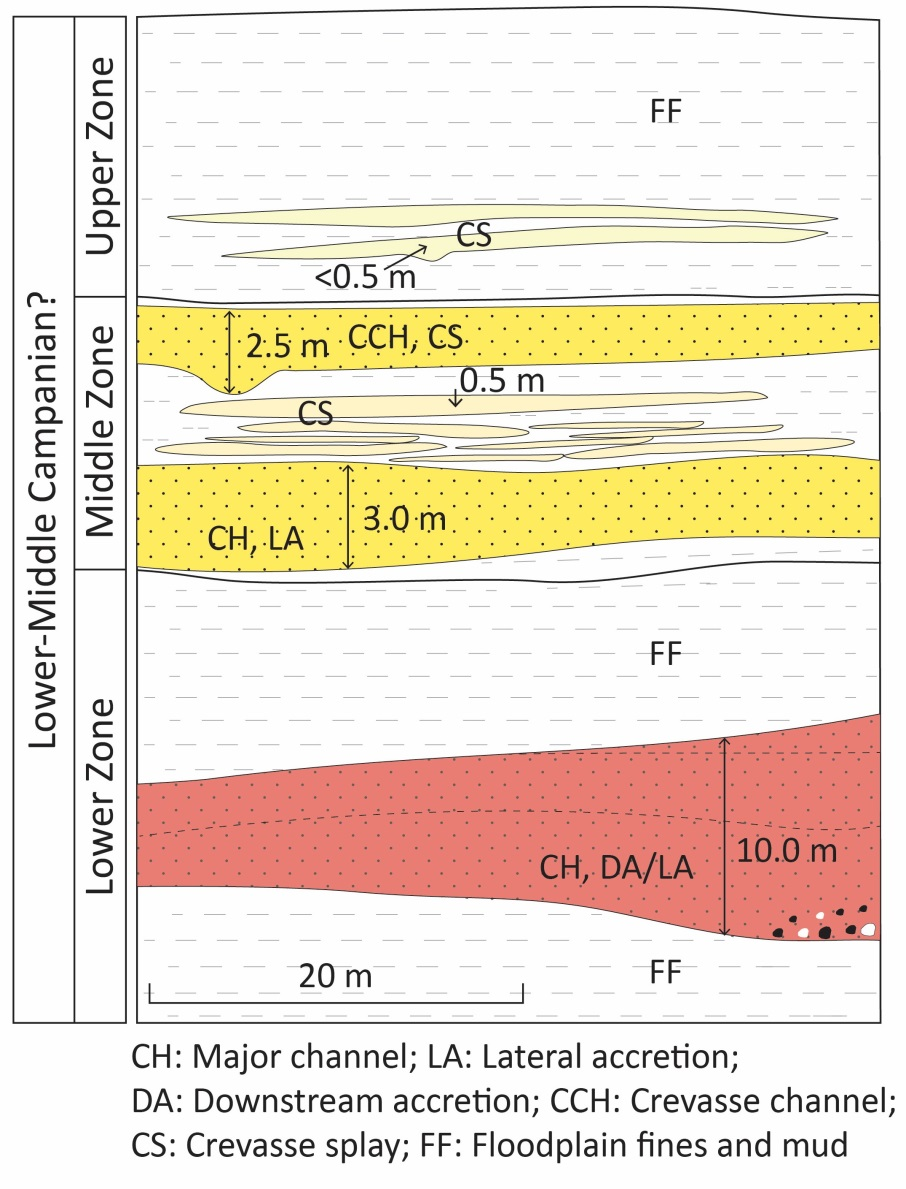 Lower-Middle Campanian?
Upper Zone
FF
CS
<0.5 m
Middle Zone
2.5 m
CCH, CS
0.5 m
CS
3.0 m
CH, LA
Lower Zone
FF
10.0 m
CH, DA/LA
20 m
FF
CH: Major channel; LA: Lateral accretion;
DA: Downstream accretion; CCH: Crevasse channel;
CS: Crevasse splay; FF: Floodplain fines and mud